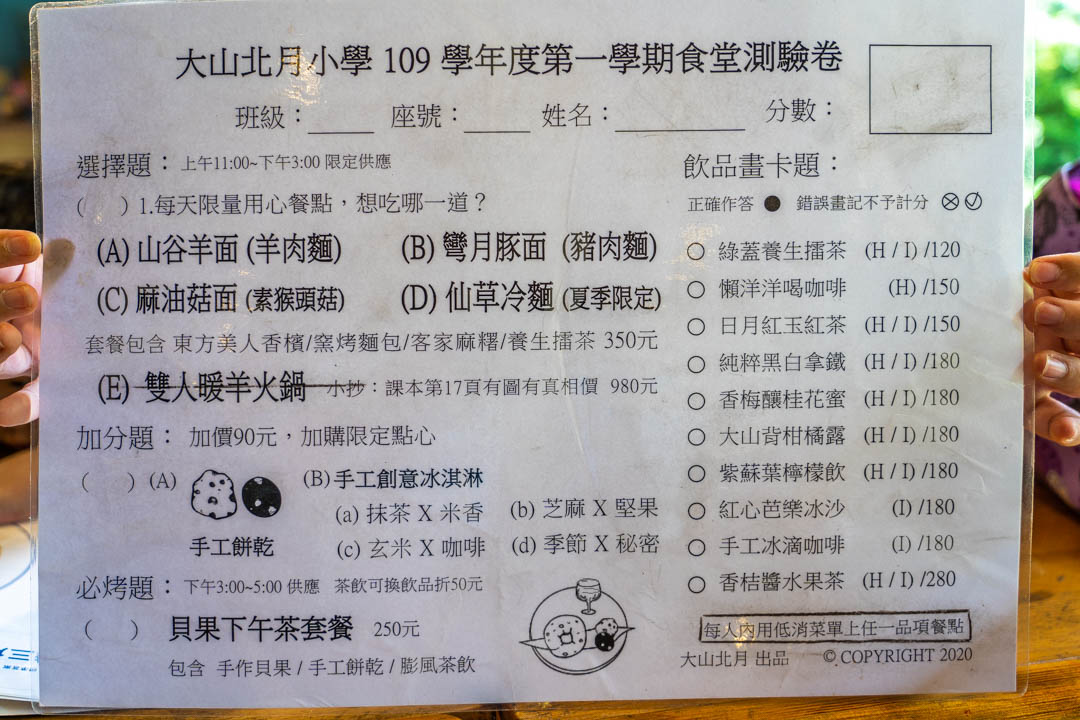 大山北月小學 109 學年度第一學期食堂測驗卷
班級：____ 座號：____ 姓名：________ 分數：
選擇題： 上午11:00~下午3:00 限定供應
( ) 1.每天限量用心餐點，想吃哪一道？
(A) 山谷羊面 (羊肉麵) (B) 彎月豚面 (豬肉麵)
(C) 麻油菇面 (素猴頭菇) (D) 仙草冷麵 (夏季限定)
套餐包含 東方美人香檳/窯烤麵包/客家麻糬/養生擂茶 350元
(E) 雙人暖羊火鍋 小抄：課本第17頁有圖有真相價 980元
加分題： 加價90元，加購限定點心
( ) (A) 手工餅乾
(B) 手工創意冰淇淋
(a) 抹茶 X 米香 (b) 芝麻 X 堅果
(c) 玄米 X 咖啡 (d) 季節 X 秘密
必烤題： 下午3:00~5:00 供應 茶飲可換飲品折50元
( ) 貝果下午茶套餐 250元
包含 手作貝果 / 手工餅乾 / 膨風茶飲
飲品畫卡題：
正確作答 ● 錯誤畫記不予計分 ⊗
○ 綠蓋養生擂茶 (H / I) /120
○ 懶洋洋喝咖啡 (H) /150
○ 日月紅玉紅茶 (H / I) /150
○ 純粹黑白拿鐵 (H / I) /180
○ 香梅釀桂花蜜 (H / I) /180
○ 大山背柑橘露 (H / I) /180
○ 紫蘇葉檸檬飲 (H / I) /180
○ 紅心芭樂冰沙 (I) /180
○ 手工冰滴咖啡 (I) /180
○ 香桔醬水果茶 (H / I) /280
每人內用低消菜單上任一品項餐點
大山北月 出品 © COPYRIGHT 2020